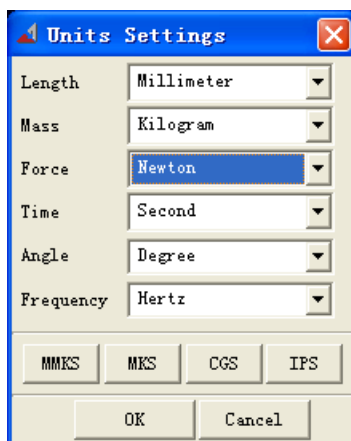 Units Settings
Length Millimeter
Mass Kilogram
Force Newton
Time Second
Angle Degree
Frequency Hertz
MMKS MKS CGS IPS
OK Cancel